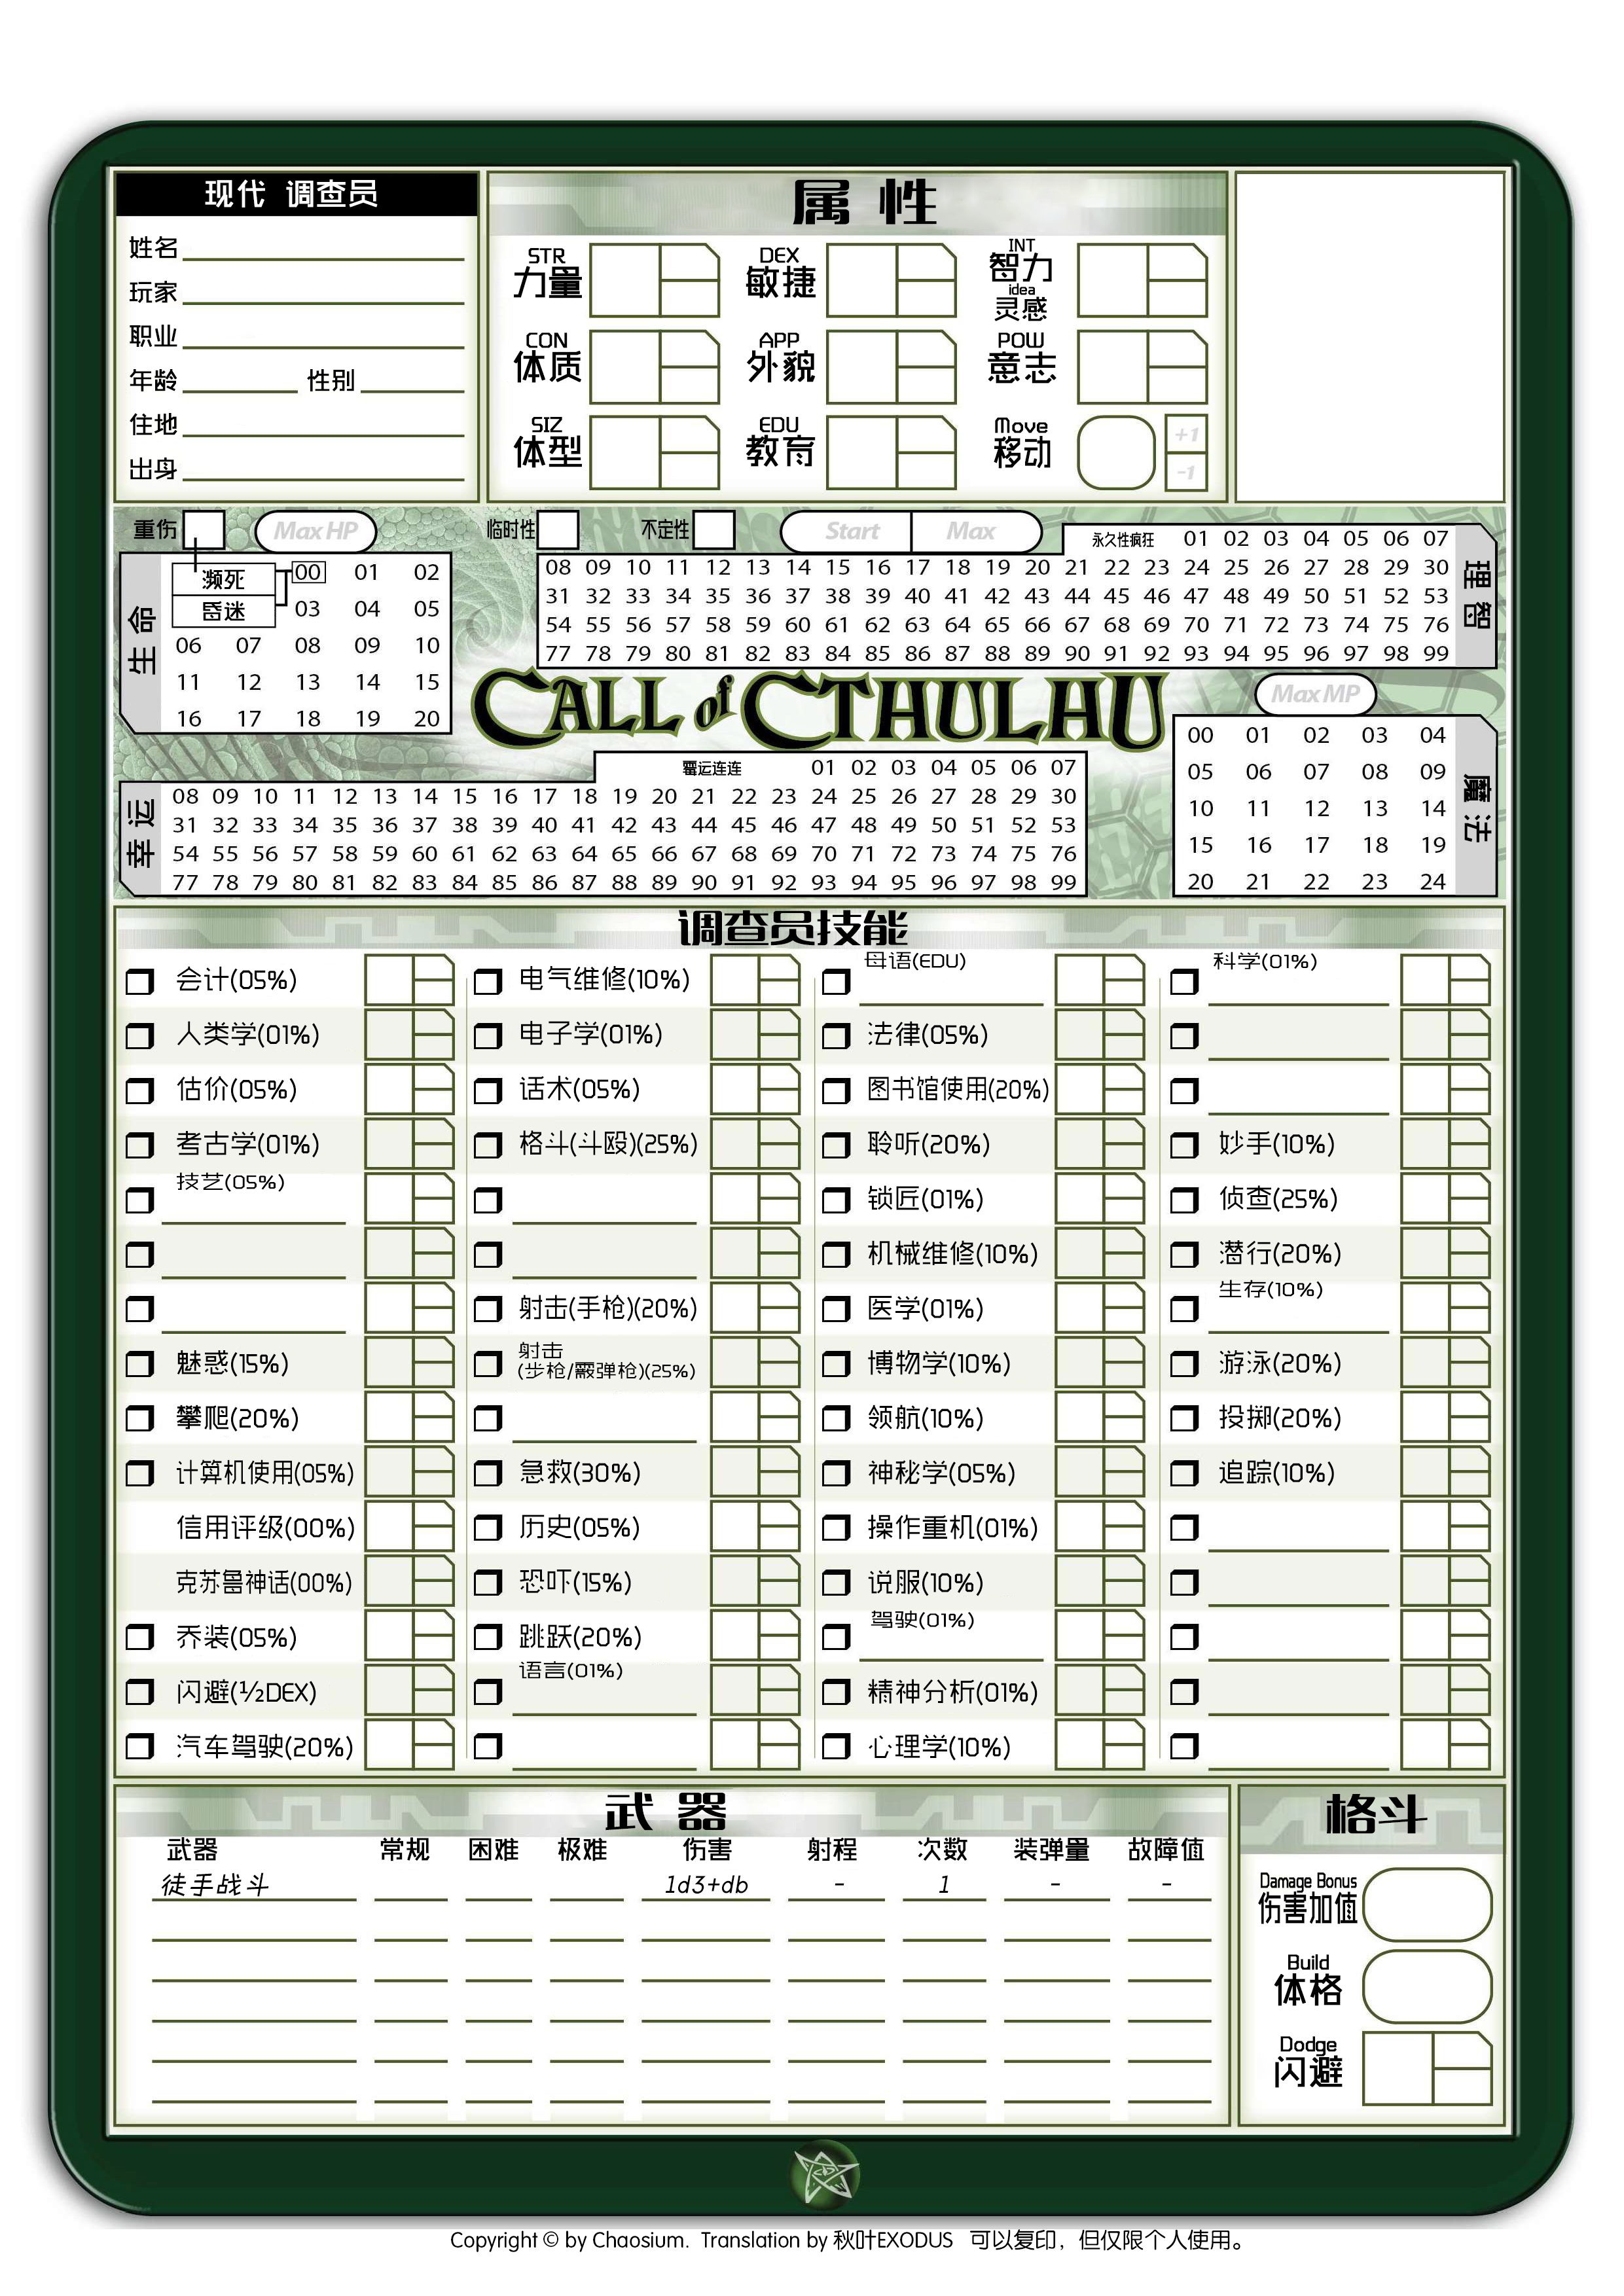 现代 调查员
姓名
玩家
职业
年龄 性别
住地
出身
属 性
STR
力量
DEX
敏捷
INT
智力
idea
灵感
CON
体质
APP
外貌
POW
意志
SIZ
体型
EDU
教育
Move
移动
+1
-1
重伤 Max HP
生命
濒死 00 01 02
昏迷 03 04 05
06 07 08 09 10
11 12 13 14 15
16 17 18 19 20
临时性 不定性 Start Max
理智
永久性疯狂 01 02 03 04 05 06 07
08 09 10 11 12 13 14 15 16 17 18 19 20 21 22 23 24 25 26 27 28 29 30
31 32 33 34 35 36 37 38 39 40 41 42 43 44 45 46 47 48 49 50 51 52 53
54 55 56 57 58 59 60 61 62 63 64 65 66 67 68 69 70 71 72 73 74 75 76
77 78 79 80 81 82 83 84 85 86 87 88 89 90 91 92 93 94 95 96 97 98 99
CALL of CTHULHU
幸运
霉运连连 01 02 03 04 05 06 07
08 09 10 11 12 13 14 15 16 17 18 19 20 21 22 23 24 25 26 27 28 29 30
31 32 33 34 35 36 37 38 39 40 41 42 43 44 45 46 47 48 49 50 51 52 53
54 55 56 57 58 59 60 61 62 63 64 65 66 67 68 69 70 71 72 73 74 75 76
77 78 79 80 81 82 83 84 85 86 87 88 89 90 91 92 93 94 95 96 97 98 99
Max MP
魔法
00 01 02 03 04
05 06 07 08 09
10 11 12 13 14
15 16 17 18 19
20 21 22 23 24
调查员技能
会计(05%)
人类学(01%)
估价(05%)
考古学(01%)
技艺(05%)
魅惑(15%)
攀爬(20%)
计算机使用(05%)
信用评级(00%)
克苏鲁神话(00%)
乔装(05%)
闪避(½DEX)
汽车驾驶(20%)
电气维修(10%)
电子学(01%)
话术(05%)
格斗(斗殴)(25%)
射击(手枪)(20%)
射击
(步枪/霰弹枪)(25%)
急救(30%)
历史(05%)
恐吓(15%)
跳跃(20%)
语言(01%)
母语(EDU)
法律(05%)
图书馆使用(20%)
聆听(20%)
锁匠(01%)
机械维修(10%)
医学(01%)
博物学(10%)
领航(10%)
神秘学(05%)
操作重机(01%)
说服(10%)
驾驶(01%)
精神分析(01%)
心理学(10%)
科学(01%)
妙手(10%)
侦查(25%)
潜行(20%)
生存(10%)
游泳(20%)
投掷(20%)
追踪(10%)
武 器
武器 常规 困难 极难 伤害 射程 次数 装弹量 故障值
徒手战斗 1d3+db - 1 - -
格斗
Damage Bonus
伤害加值
Build
体格
Dodge
闪避
Copyright © by Chaosium. Translation by 秋叶EXODUS 可以复印，但仅限个人使用。